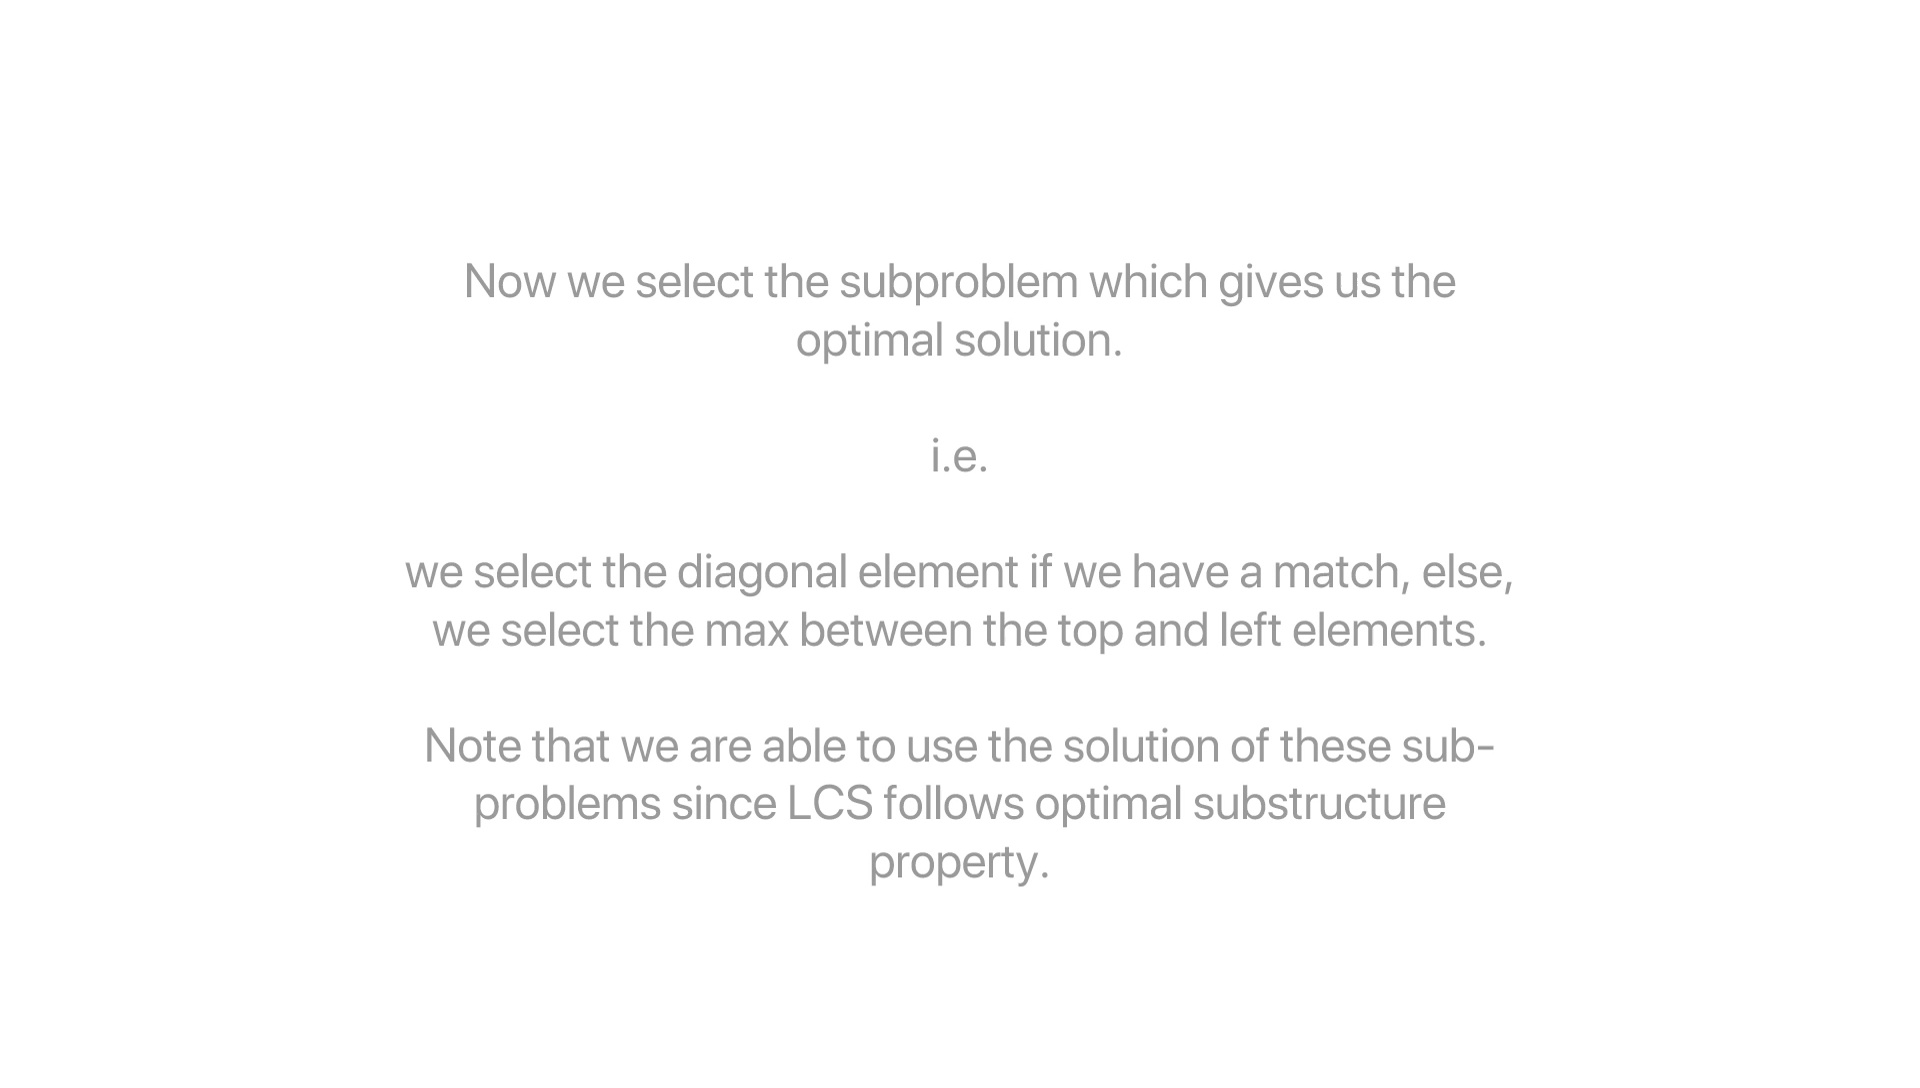 Now we select the subproblem which gives us the
optimal solution.
i.e.
we select the diagonal element if we have a match, else,
we select the max between the top and left elements.
Note that we are able to use the solution of these sub-
problems since LCS follows optimal substructure
property.